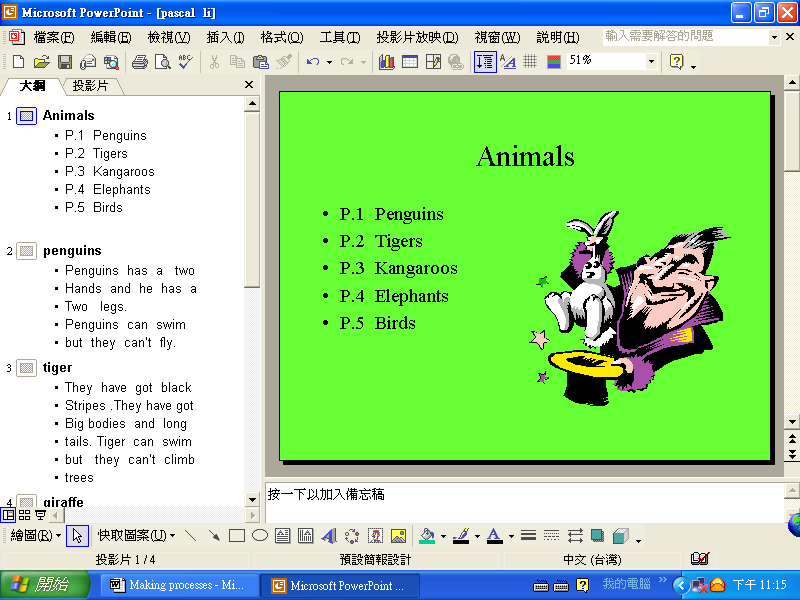 Microsoft PowerPoint - [pascal li]
檔案(F) 編輯(E) 檢視(V) 插入(I) 格式(O) 工具(T) 投影片放映(D) 視窗(W) 說明(H) 輸入需要解答的問題
51%
大綱 投影片
1 Animals
• P.1 Penguins
• P.2 Tigers
• P.3 Kangaroos
• P.4 Elephants
• P.5 Birds
2 penguins
• Penguins has a two
• Hands and he has a
• Two legs.
• Penguins can swim
• but they can't fly.
3 tiger
• They have got black
• Stripes .They have got
• Big bodies and long
• tails. Tiger can swim
• but they can't climb
• trees
4 giraffe
Animals
• P.1 Penguins
• P.2 Tigers
• P.3 Kangaroos
• P.4 Elephants
• P.5 Birds
按一下以加入備忘稿
繪圖(R) 快取圖案(U)
投影片 1 / 4 預設簡報設計 中文 (台灣)
開始 Making processes - Mi... Microsoft PowerPoint ... 我的電腦 下午 11:15